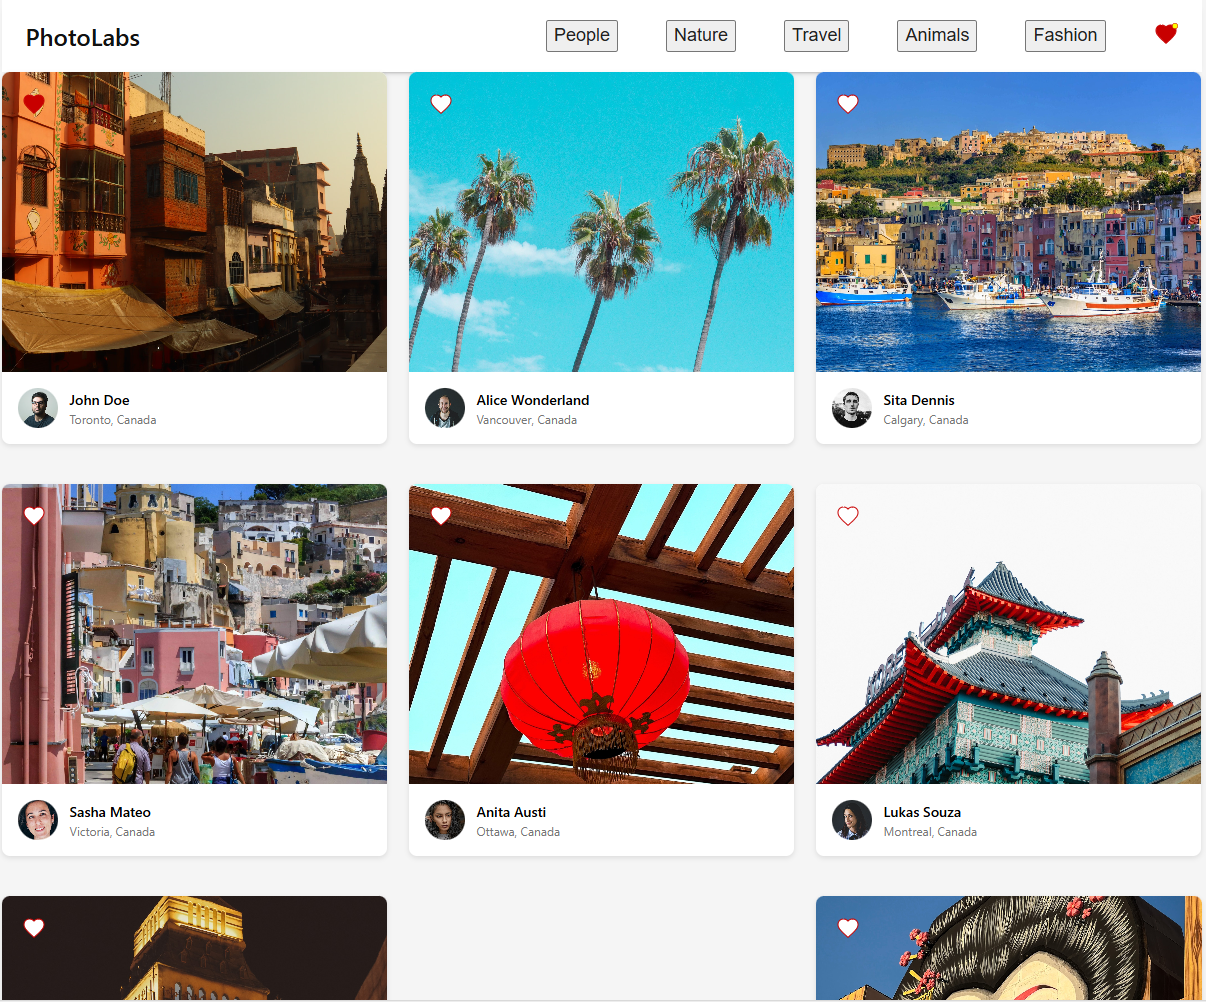 PhotoLabs
People
Nature
Travel
Animals
Fashion
John Doe
Toronto, Canada
Alice Wonderland
Vancouver, Canada
Sita Dennis
Calgary, Canada
Sasha Mateo
Victoria, Canada
Anita Austi
Ottawa, Canada
Lukas Souza
Montreal, Canada